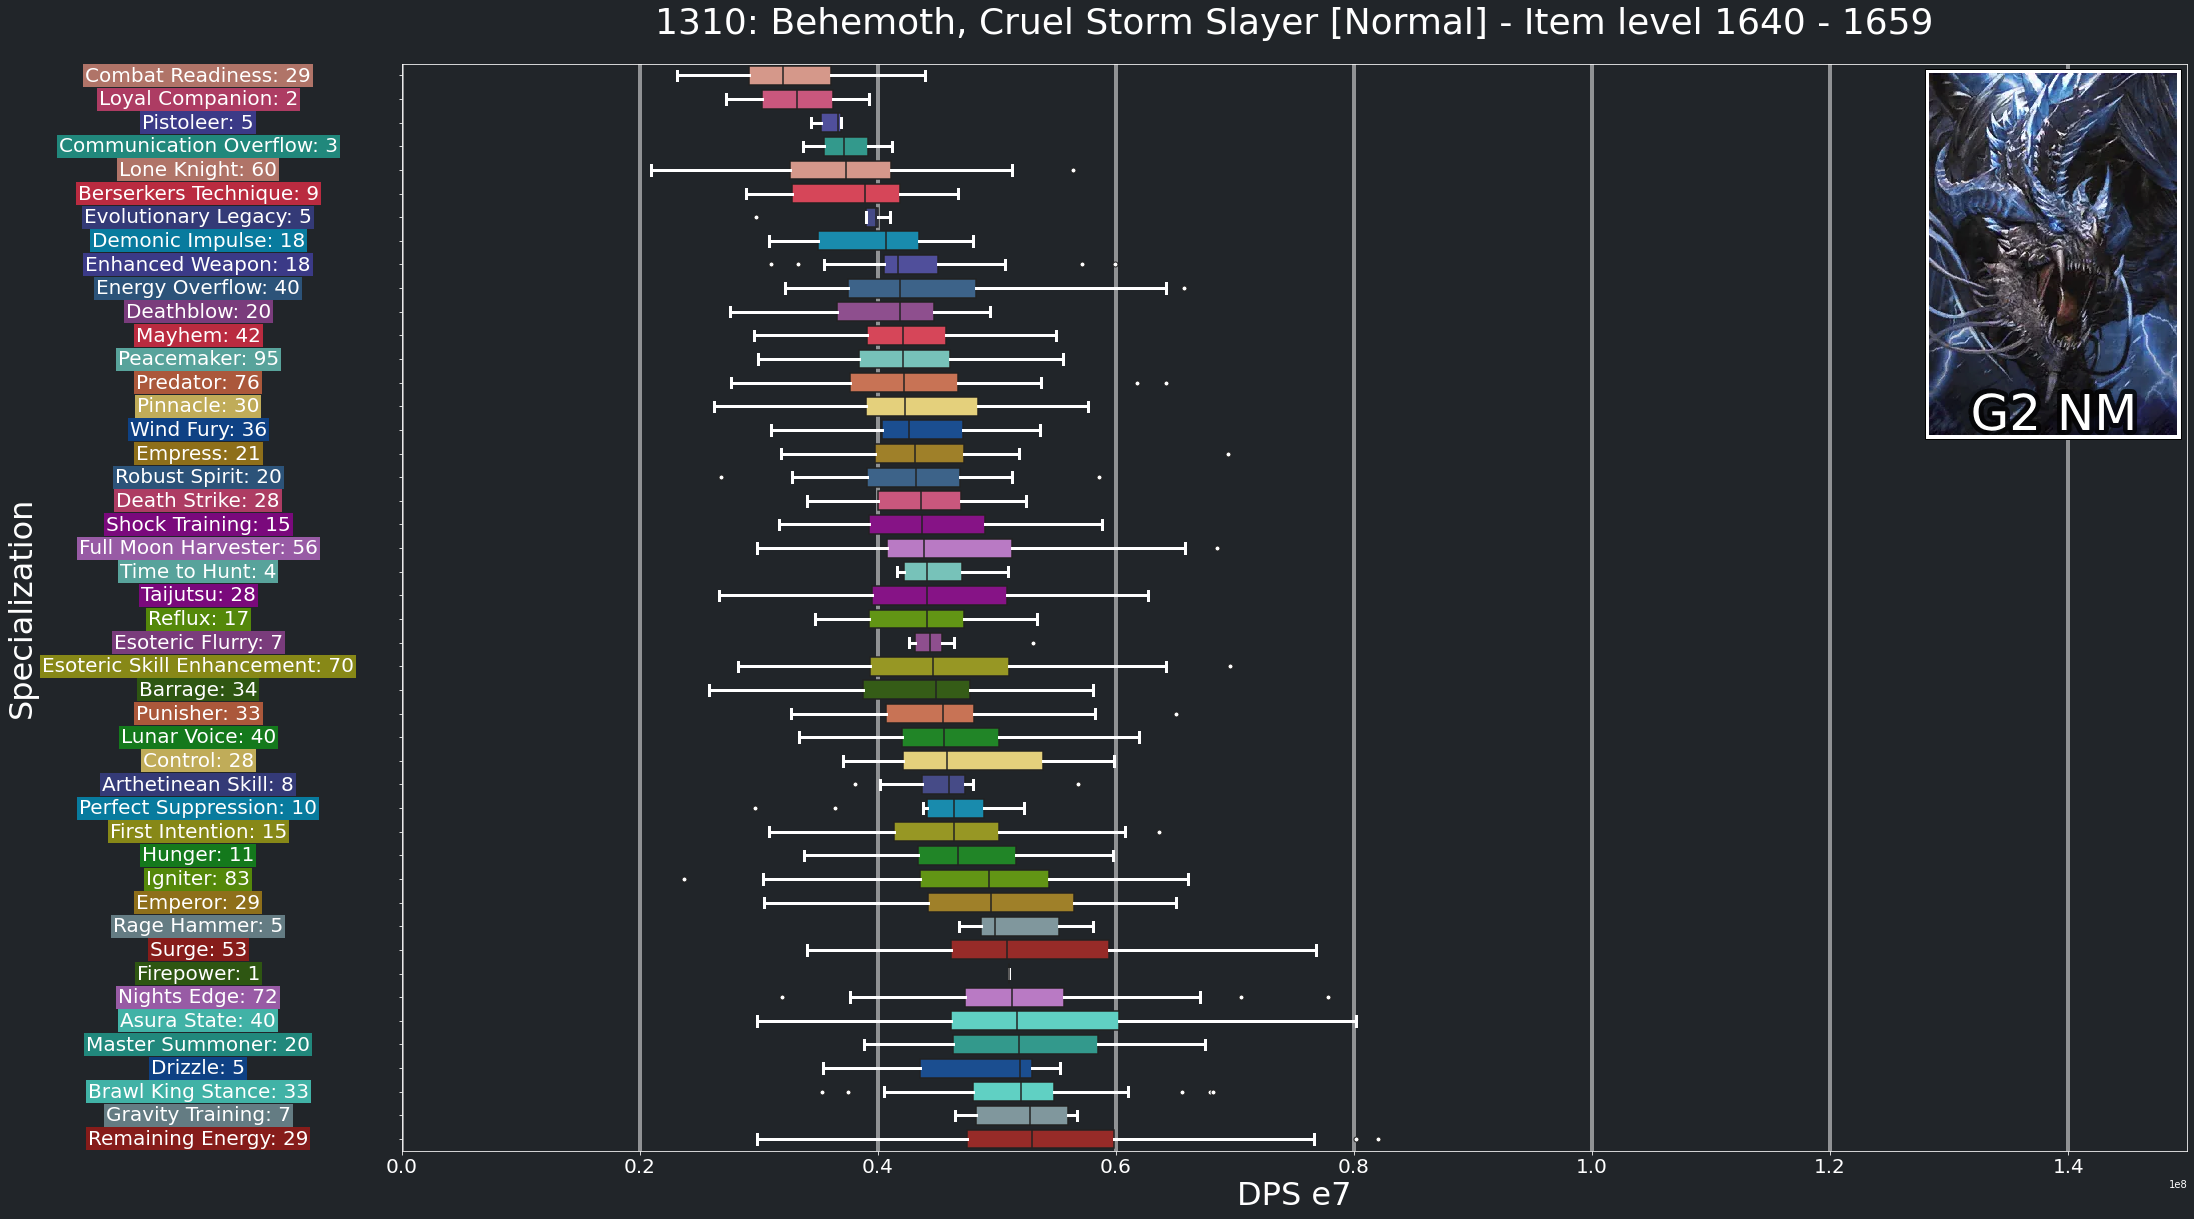 1310: Behemoth, Cruel Storm Slayer [Normal] - Item level 1640 - 1659
Combat Readiness: 29
Loyal Companion: 2
Pistoleer: 5
Communication Overflow: 3
Lone Knight: 60
Berserkers Technique: 9
Evolutionary Legacy: 5
Demonic Impulse: 18
Enhanced Weapon: 18
Energy Overflow: 40
Deathblow: 20
Mayhem: 42
Peacemaker: 95
Predator: 76
Pinnacle: 30
Wind Fury: 36
Empress: 21
Robust Spirit: 20
Death Strike: 28
Shock Training: 15
Full Moon Harvester: 56
Time to Hunt: 4
Taijutsu: 28
Reflux: 17
Esoteric Flurry: 7
Esoteric Skill Enhancement: 70
Barrage: 34
Punisher: 33
Lunar Voice: 40
Control: 28
Arthetinean Skill: 8
Perfect Suppression: 10
First Intention: 15
Hunger: 11
Igniter: 83
Emperor: 29
Rage Hammer: 5
Surge: 53
Firepower: 1
Nights Edge: 72
Asura State: 40
Master Summoner: 20
Drizzle: 5
Brawl King Stance: 33
Gravity Training: 7
Remaining Energy: 29
Specialization
G2 NM
0.0 0.2 0.4 0.6 0.8 1.0 1.2 1.4
1e8
DPS e7